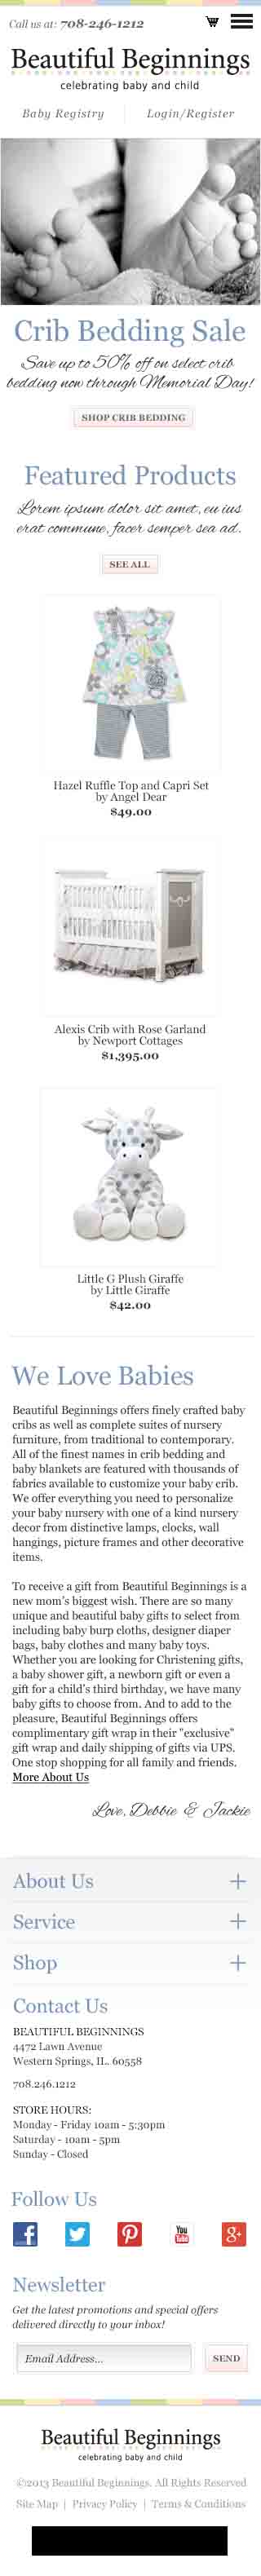 Call us at: 708-246-1212
Beautiful Beginnings
celebrating baby and child
Baby Registry
Login/Register
Crib Bedding Sale
Save up to 50% off on select crib
bedding now through Memorial Day!
SHOP CRIB BEDDING
Featured Products
Lorem ipsum dolor sit amet, eu ius
erat commune, facer semper sea ad.
SEE ALL
Hazel Ruffle Top and Capri Set
by Angel Dear
$49.00
Alexis Crib with Rose Garland
by Newport Cottages
$1,395.00
Little G Plush Giraffe
by Little Giraffe
$42.00
We Love Babies
Beautiful Beginnings offers finely crafted baby
cribs as well as complete suites of nursery
furniture, from traditional to contemporary.
All of the finest names in crib bedding and
baby blankets are featured with thousands of
fabrics available to customize your baby crib.
We offer everything you need to personalize
your baby nursery with one of a kind nursery
decor from distinctive lamps, clocks, wall
hangings, picture frames and other decorative
items.
To receive a gift from Beautiful Beginnings is a
new mom's biggest wish. There are so many
unique and beautiful baby gifts to select from
including baby burp cloths, designer diaper
bags, baby clothes and many baby toys.
Whether you are looking for Christening gifts,
a baby shower gift, a newborn gift or even a
gift for a child's third birthday, we have many
baby gifts to choose from. And to add to the
pleasure, Beautiful Beginnings offers
complimentary gift wrap in their "exclusive"
gift wrap and daily shipping of gifts via UPS.
One stop shopping for all family and friends.
More About Us
Love, Debbie & Jackie
About Us +
Service +
Shop +
Contact Us
BEAUTIFUL BEGINNINGS
4472 Lawn Avenue
Western Springs, IL. 60558
708.246.1212
STORE HOURS:
Monday - Friday 10am - 5:30pm
Saturday - 10am - 5pm
Sunday - Closed
Follow Us
You Tube
g+
Newsletter
Get the latest promotions and special offers
delivered directly to your inbox!
Email Address...
SEND
Beautiful Beginnings
celebrating baby and child
©2013 Beautiful Beginnings. All Rights Reserved
Site Map | Privacy Policy | Terms & Conditions